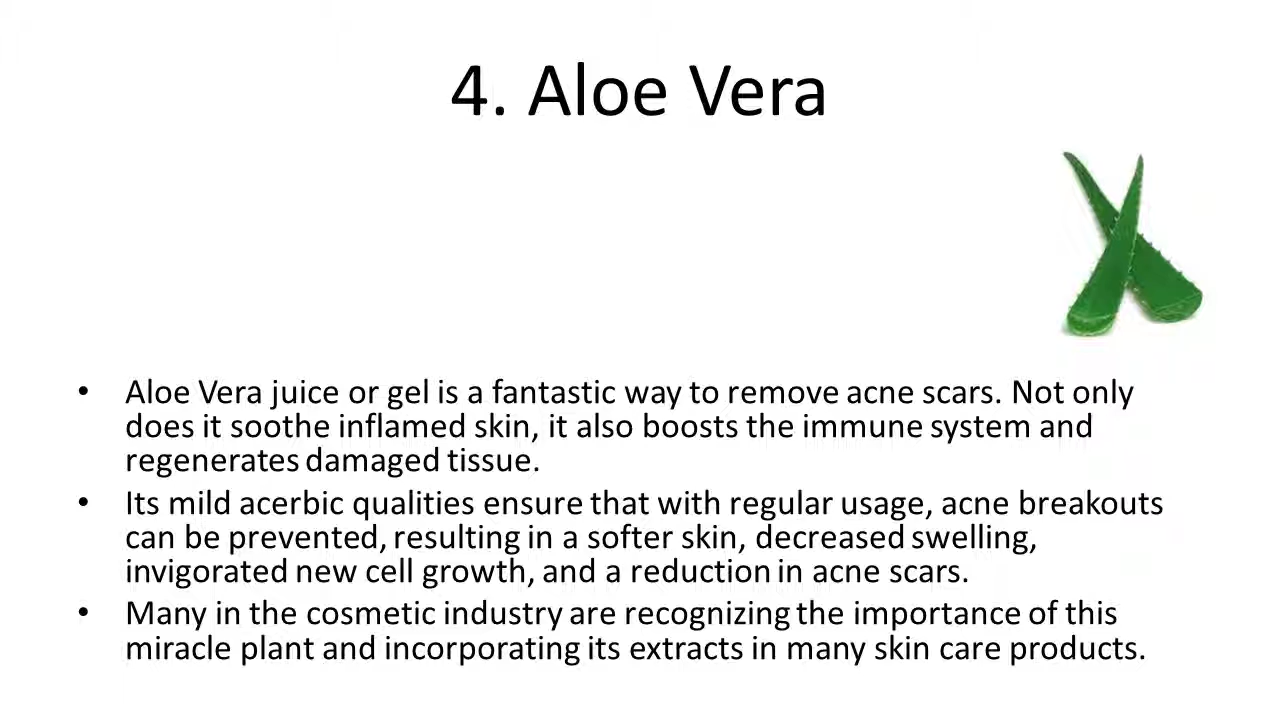 4. Aloe Vera
• Aloe Vera juice or gel is a fantastic way to remove acne scars. Not only
does it soothe inflamed skin, it also boosts the immune system and
regenerates damaged tissue.
• Its mild acerbic qualities ensure that with regular usage, acne breakouts
can be prevented, resulting in a softer skin, decreased swelling,
invigorated new cell growth, and a reduction in acne scars.
• Many in the cosmetic industry are recognizing the importance of this
miracle plant and incorporating its extracts in many skin care products.